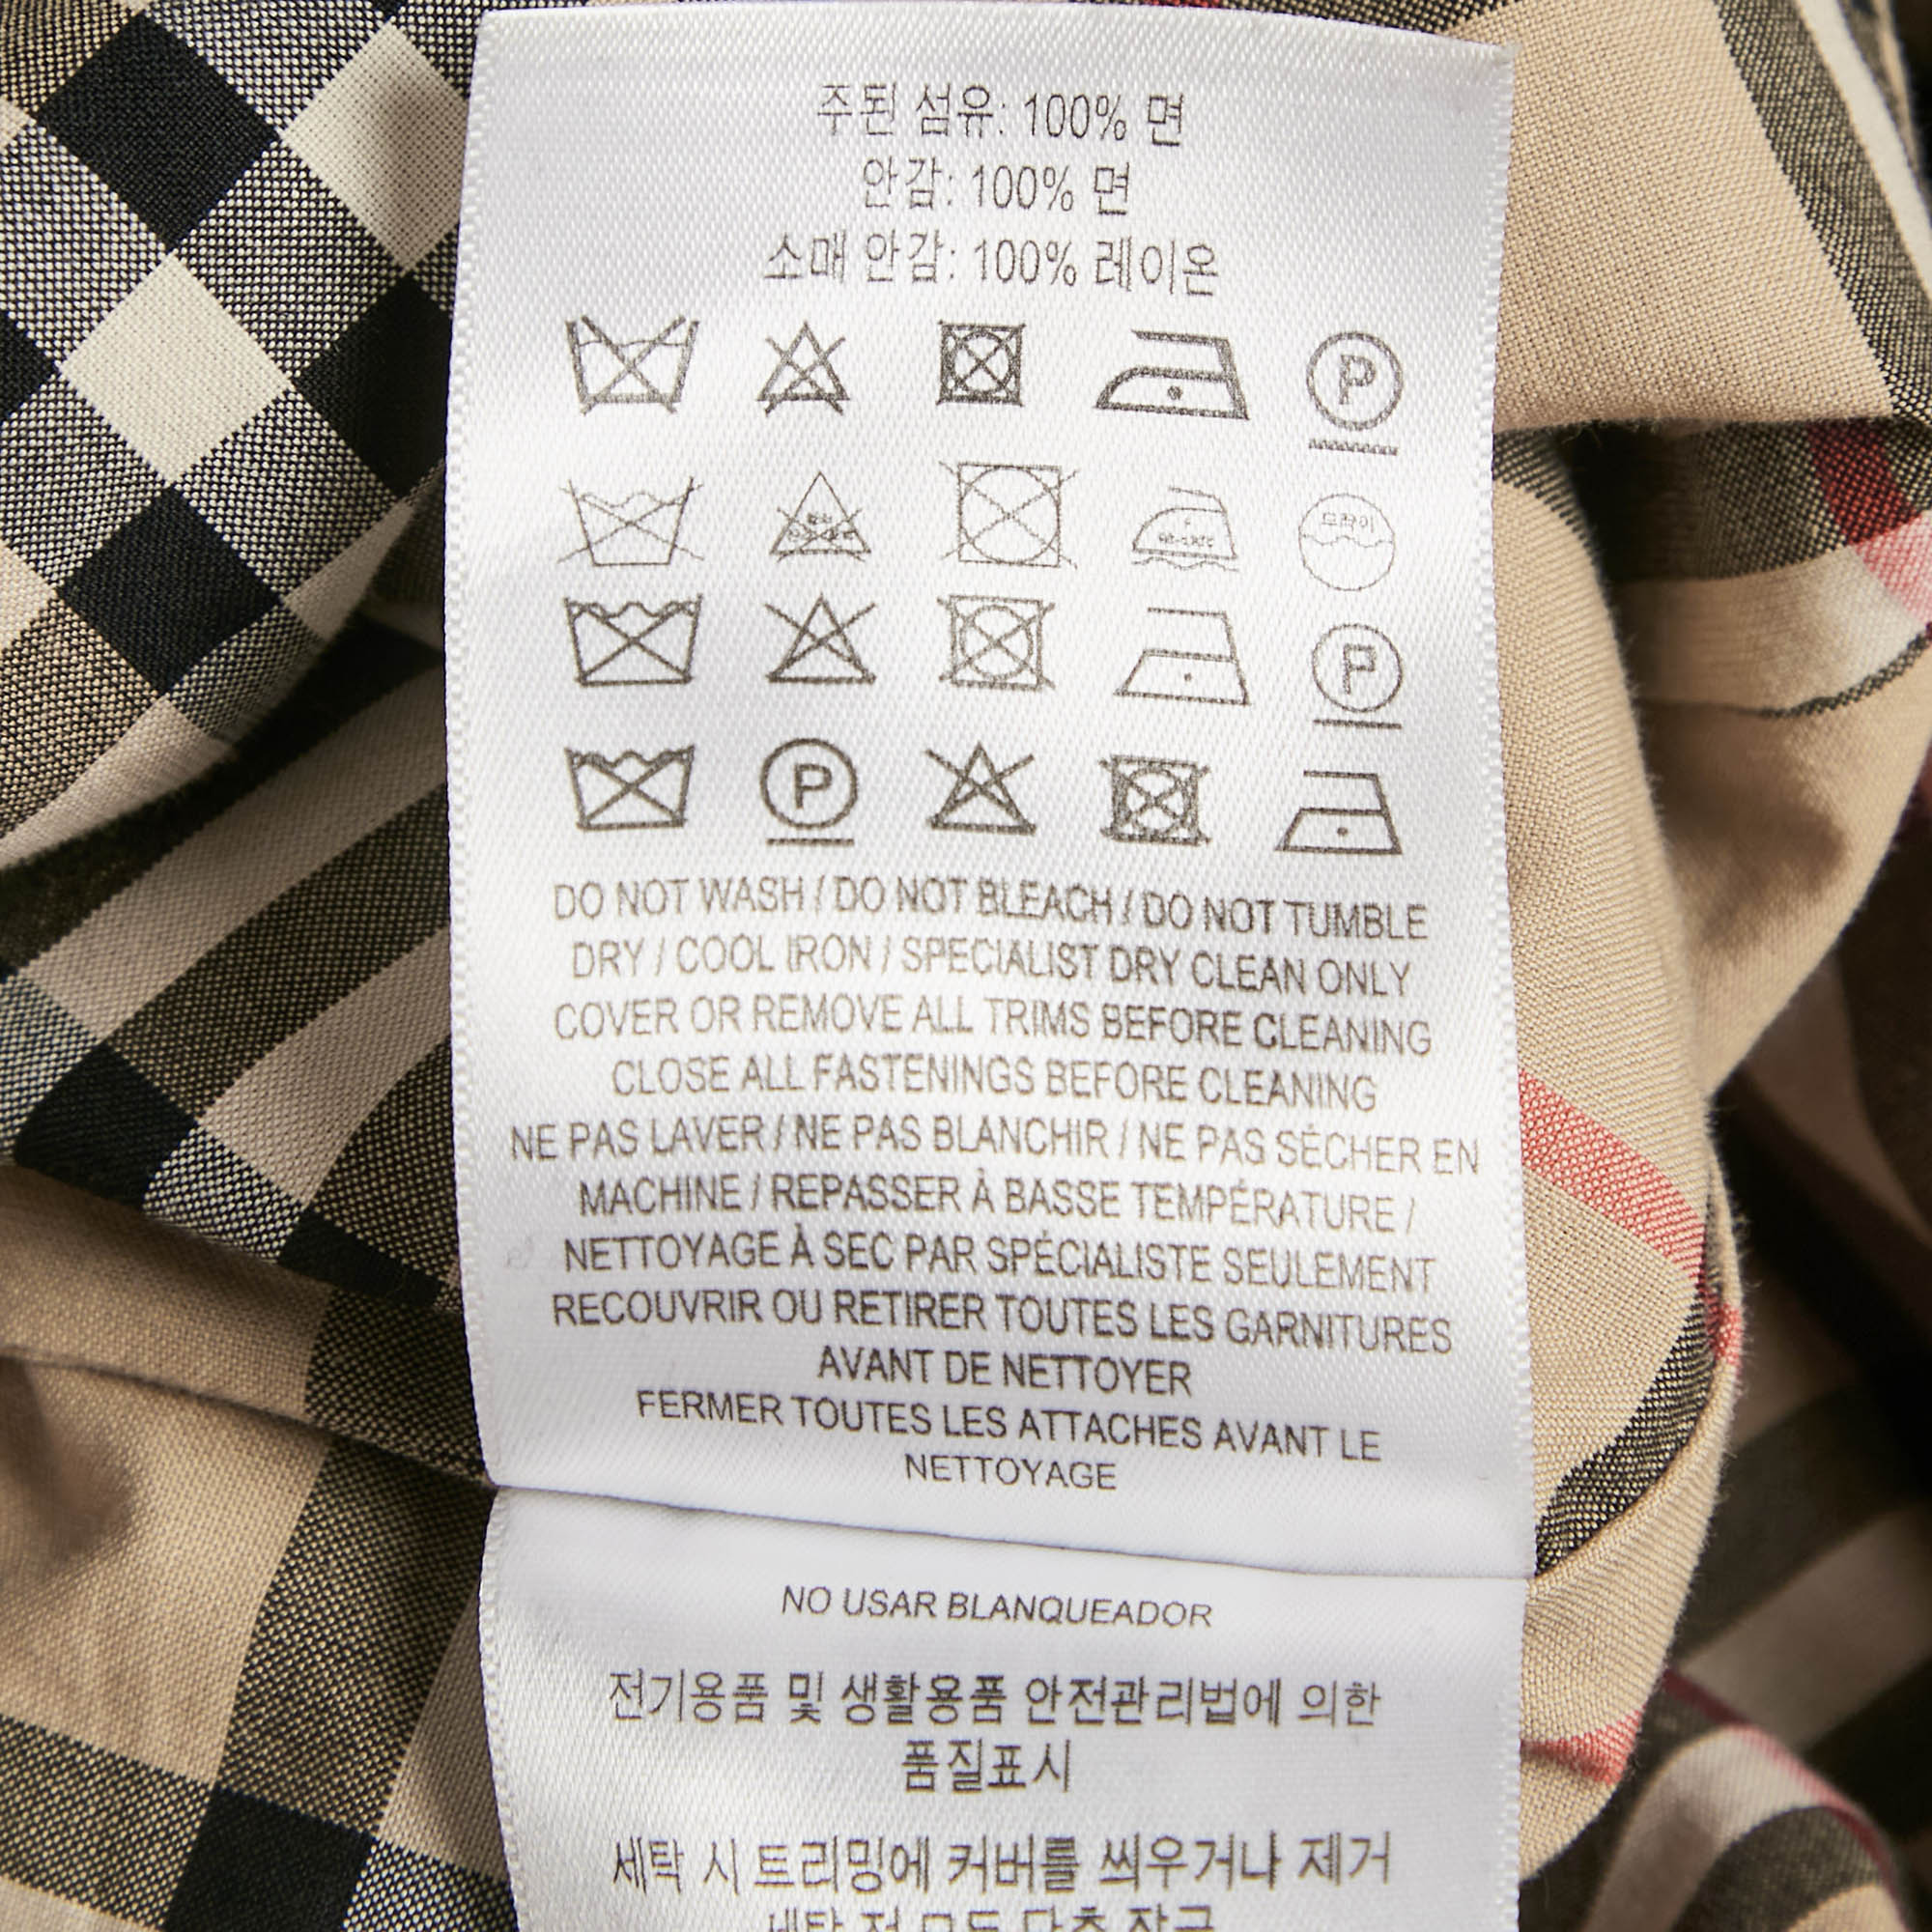 주된 섬유: 100% 면
안감: 100% 면
소매 안감: 100% 레이온
P
드라이
P
P
DO NOT WASH / DO NOT BLEACH / DO NOT TUMBLE
DRY / COOL IRON / SPECIALIST DRY CLEAN ONLY
COVER OR REMOVE ALL TRIMS BEFORE CLEANING
CLOSE ALL FASTENINGS BEFORE CLEANING
NE PAS LAVER / NE PAS BLANCHIR / NE PAS SÉCHER EN
MACHINE / REPASSER À BASSE TEMPÉRATURE /
NETTOYAGE À SEC PAR SPÉCIALISTE SEULEMENT
RECOUVRIR OU RETIRER TOUTES LES GARNITURES
AVANT DE NETTOYER
FERMER TOUTES LES ATTACHES AVANT LE
NETTOYAGE
NO USAR BLANQUEADOR
전기용품 및 생활용품 안전관리법에 의한
품질표시
세탁 시 트리밍에 커버를 씌우거나 제거